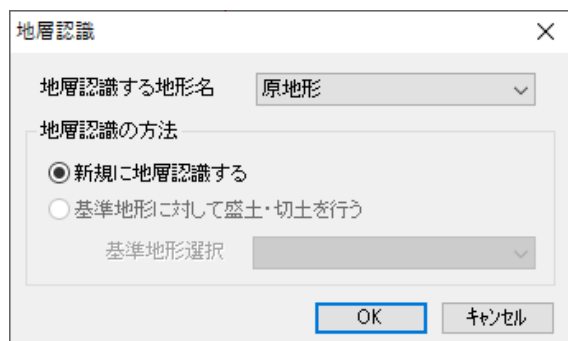 地層認識
地層認識する地形名 原地形
地層認識の方法
新規に地層認識する
基準地形に対して盛土・切土を行う
基準地形選択
OK キャンセル